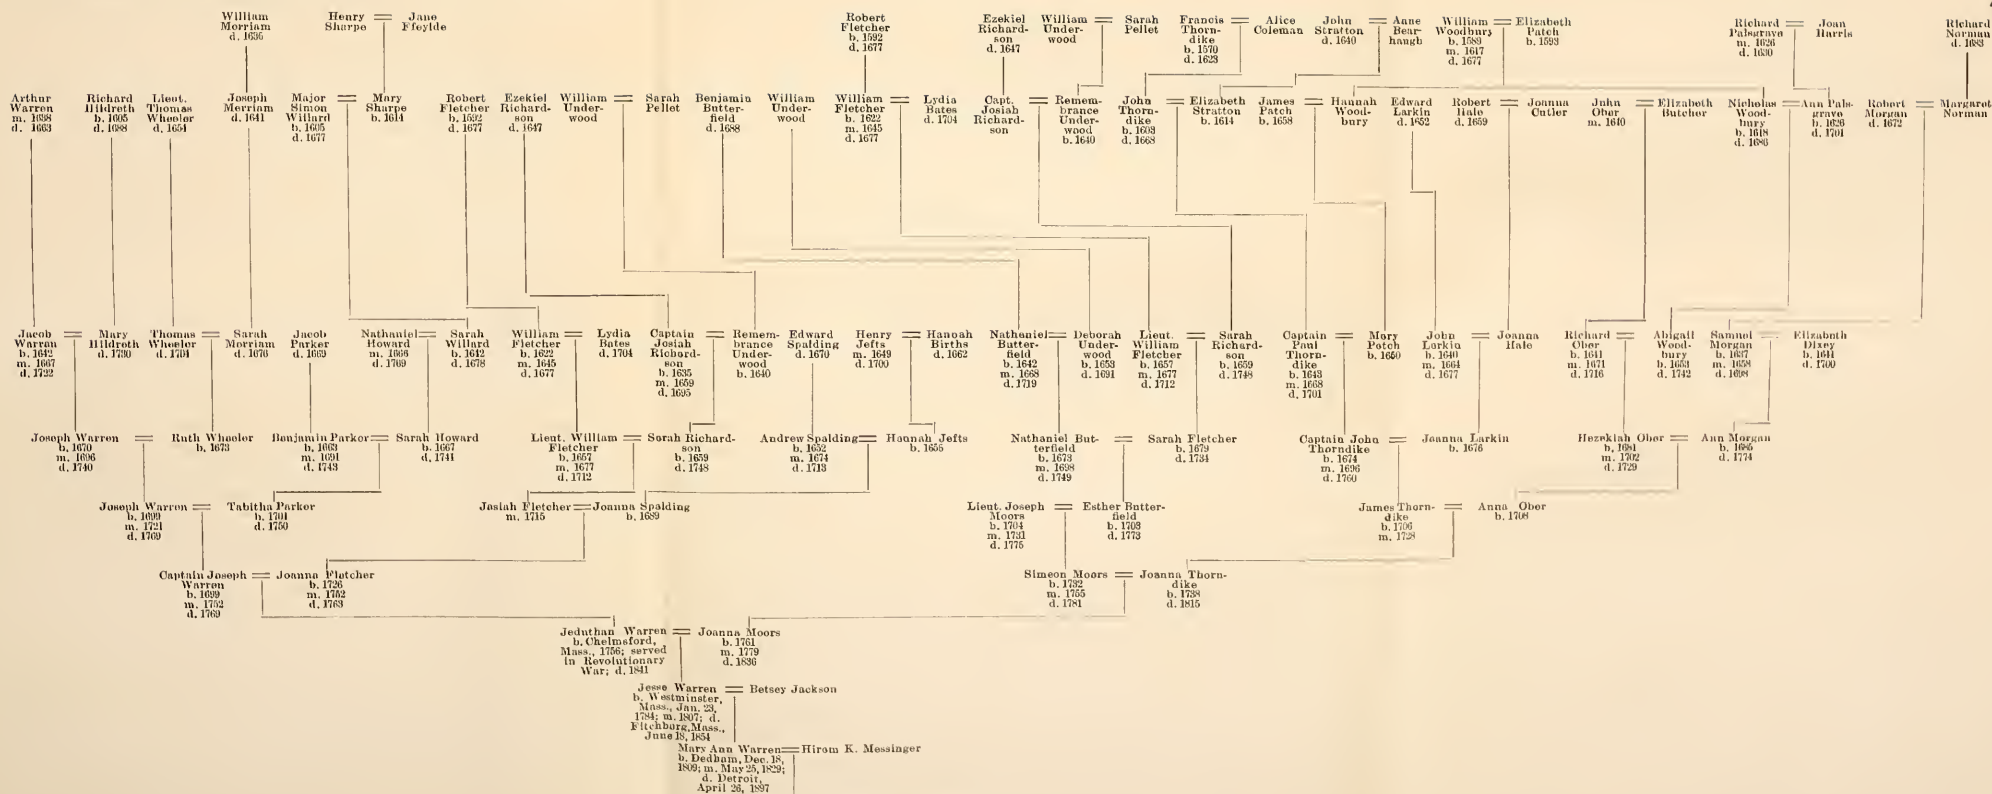 William
Morriam
d. 1636
Henry
Sharpe
Jane
Ffeylde
Robert
Fletcher
b. 1592
d. 1677
Ezekiel
Richard-
son
d. 1647
William
Under-
wood
Sarah
Pellet
Francis
Thorn-
dike
b. 1570
d. 1623
Alice
Coleman
John
Stratton
d. 1640
Anne
Bear-
haugh
William
Woodbury
b. 1589
m. 1617
d. 1677
Elizabeth
Patch
b. 1593
Richard
Palsgrave
m. 1626
d. 1630
Joan
Harris
Richard
Norman
d. 1683
Arthur
Warren
m. 1638
d. 1663
Richard
Hildreth
b. 1605
d. 1688
Lieut.
Thomas
Wheeler
d. 1654
Joseph
Merriam
d. 1641
Major
Simon
Willard
b. 1605
d. 1677
Mary
Sharpe
b. 1614
Robert
Fletcher
b. 1592
d. 1677
Ezekiel
Richard-
son
d. 1647
William
Under-
wood
Sarah
Pellet
Benjamin
Butter-
field
d. 1688
William
Under-
wood
William
Fletcher
b. 1622
m. 1645
d. 1677
Lydia
Bates
d. 1704
Capt.
Josiah
Richard-
son
Remem-
brance
Under-
wood
b. 1640
John
Thorn-
dike
b. 1603
d. 1668
Elizabeth
Stratton
b. 1614
James
Patch
b. 1658
Hannah
Wood-
bury
Edward
Larkin
d. 1652
Robert
Hale
d. 1659
Joanna
Cutler
John
Ober
m. 1640
Elizabeth
Butcher
Nicholas
Wood-
bury
b. 1618
d. 1686
Ann Pals-
grave
b. 1626
d. 1701
Robert
Morgan
d. 1672
Margaret
Norman
Jacob
Warren
b. 1642
m. 1667
d. 1722
Mary
Hildreth
d. 1730
Thomas
Wheeler
d. 1704
Sarah
Morriam
d. 1676
Jacob
Parker
d. 1669
Nathaniel
Howard
m. 1666
d. 1709
Sarah
Willard
b. 1642
d. 1678
William
Fletcher
b. 1622
m. 1645
d. 1677
Lydia
Bates
d. 1704
Captain
Josiah
Richard-
son
b. 1635
m. 1659
d. 1695
Remem-
brance
Under-
wood
b. 1640
Edward
Spalding
d. 1670
Henry
Jefts
m. 1649
d. 1700
Hannah
Births
d. 1662
Nathaniel
Butter-
field
b. 1642
m. 1668
d. 1719
Deborah
Under-
wood
b. 1653
d. 1691
Lieut.
William
Fletcher
b. 1657
m. 1677
d. 1712
Sarah
Richard-
son
b. 1659
d. 1748
Captain
Paul
Thorn-
dike
b. 1643
m. 1668
d. 1701
Mary
Patch
b. 1650
John
Larkin
b. 1640
m. 1664
d. 1677
Joanna
Hale
Richard
Ober
b. 1641
m. 1671
d. 1716
Abigail
Wood-
bury
b. 1653
d. 1742
Samuel
Morgan
b. 1637
m. 1658
d. 1698
Elizabeth
Dixey
b. 1641
d. 1700
Joseph Warren
b. 1670
m. 1696
d. 1740
Ruth Wheeler
b. 1673
Benjamin Parker
b. 1663
m. 1691
d. 1743
Sarah Howard
b. 1667
d. 1741
Lieut. William
Fletcher
b. 1657
m. 1677
d. 1712
Sarah Richard-
son
b. 1659
d. 1748
Andrew Spalding
b. 1652
m. 1674
d. 1713
Hannah Jefts
b. 1655
Nathaniel But-
terfield
b. 1673
m. 1698
d. 1749
Sarah Fletcher
b. 1679
d. 1734
Captain John
Thorndike
b. 1674
m. 1696
d. 1760
Joanna Larkin
b. 1676
Hezekiah Ober
b. 1681
m. 1702
d. 1729
Ann Morgan
b. 1685
d. 1774
Joseph Warren
b. 1699
m. 1721
d. 1769
Tabitha Parker
b. 1701
d. 1750
Josiah Fletcher
m. 1715
Joanna Spalding
b. 1689
Lieut. Joseph
Moors
b. 1704
m. 1731
d. 1775
Esther Butter-
field
b. 1703
d. 1773
James Thorn-
dike
b. 1706
m. 1728
Anna Ober
b. 1708
Captain Joseph
Warren
b. 1699
m. 1752
d. 1769
Joanna Fletcher
b. 1726
m. 1752
d. 1763
Simeon Moors
b. 1732
m. 1755
d. 1781
Joanna Thorn-
dike
b. 1738
d. 1815
Jeduthan Warren
b. Chelmsford,
Mass., 1756; served
in Revolutionary
War; d. 1841
Joanna Moors
b. 1761
m. 1779
d. 1836
Jesse Warren
b. Westminster,
Mass., Jan. 23,
1784; m. 1807; d.
Fitchburg, Mass.,
June 18, 1854
Betsey Jackson
Mary Ann Warren
b. Dedham, Dec. 18,
1809; m. May 25, 1829;
d. Detroit,
April 26, 1897
Hirom K. Messinger